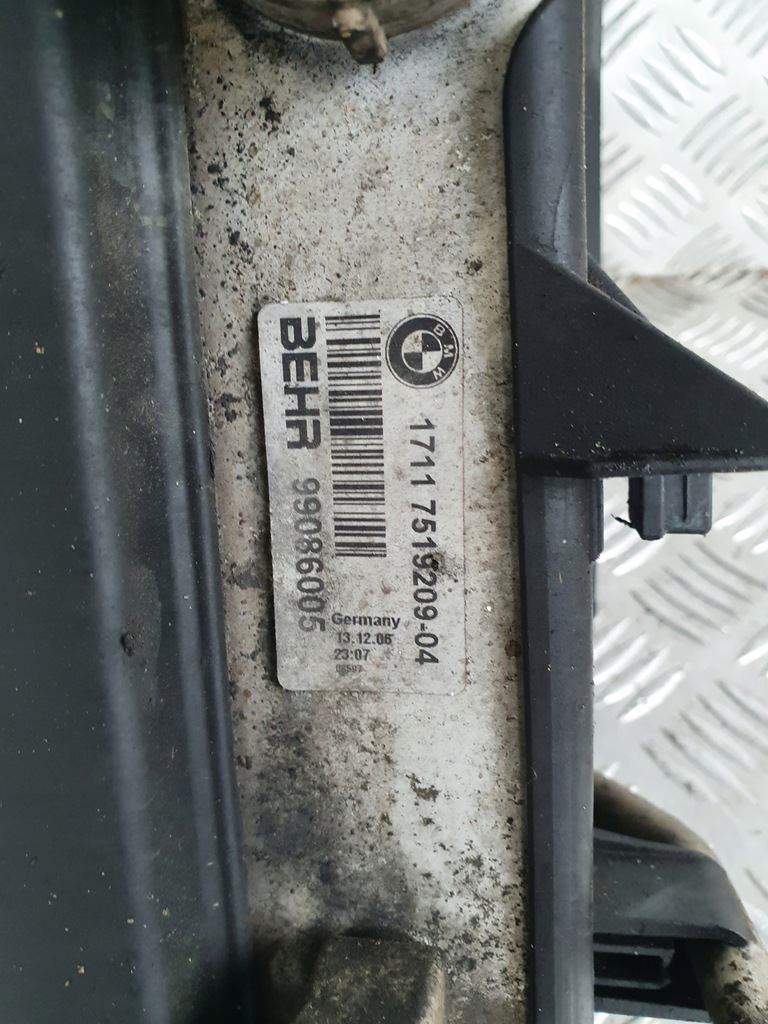 BMW
1711 7519209-04
BEHR 99086005
Germany
13.12.06
23:07